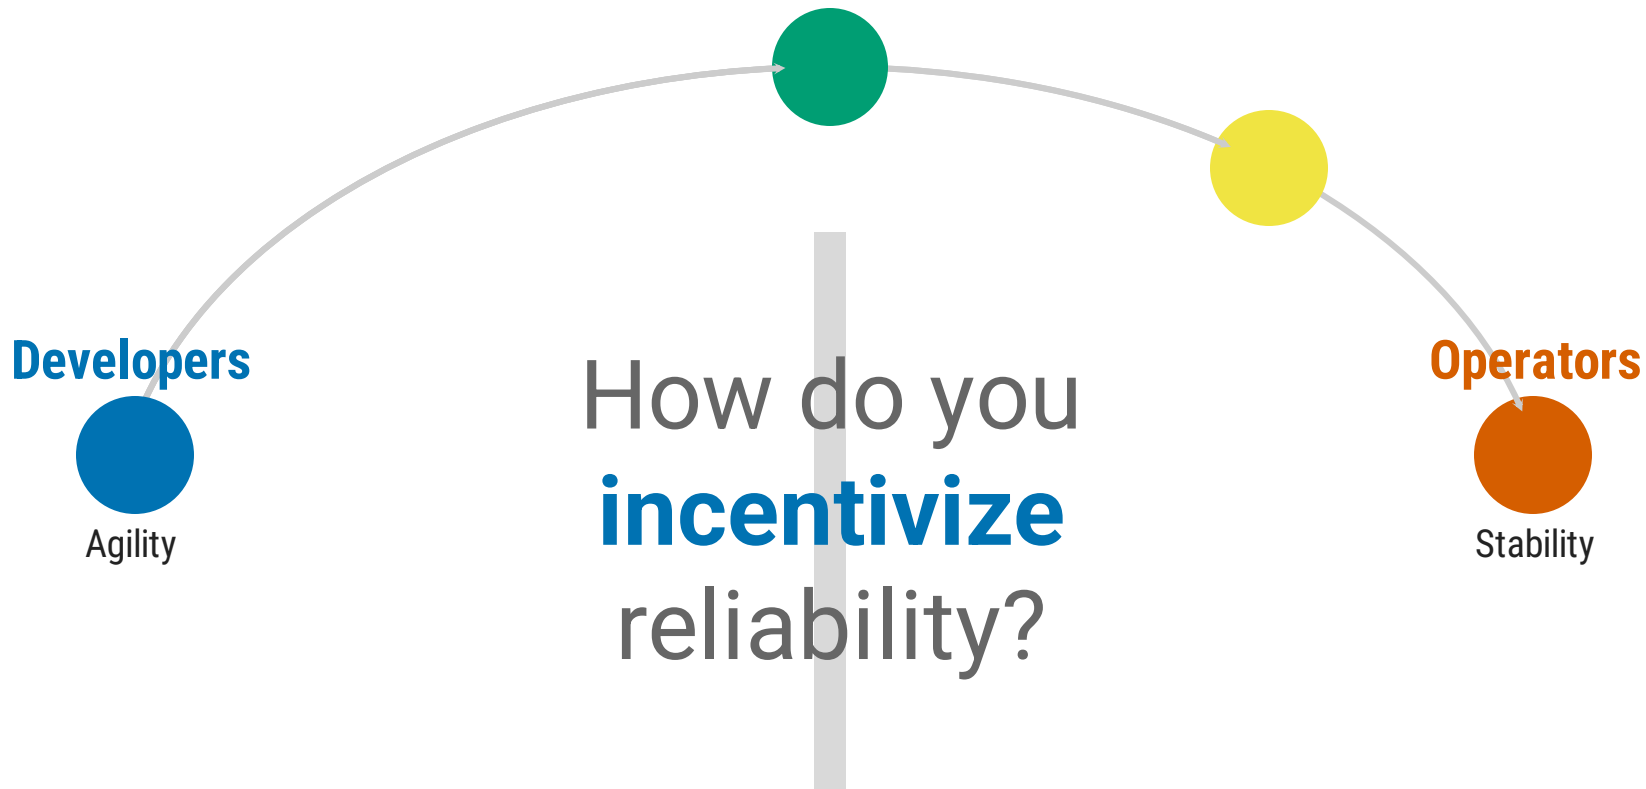 Developers
Agility
How do you
incentivize
reliability?
Operators
Stability